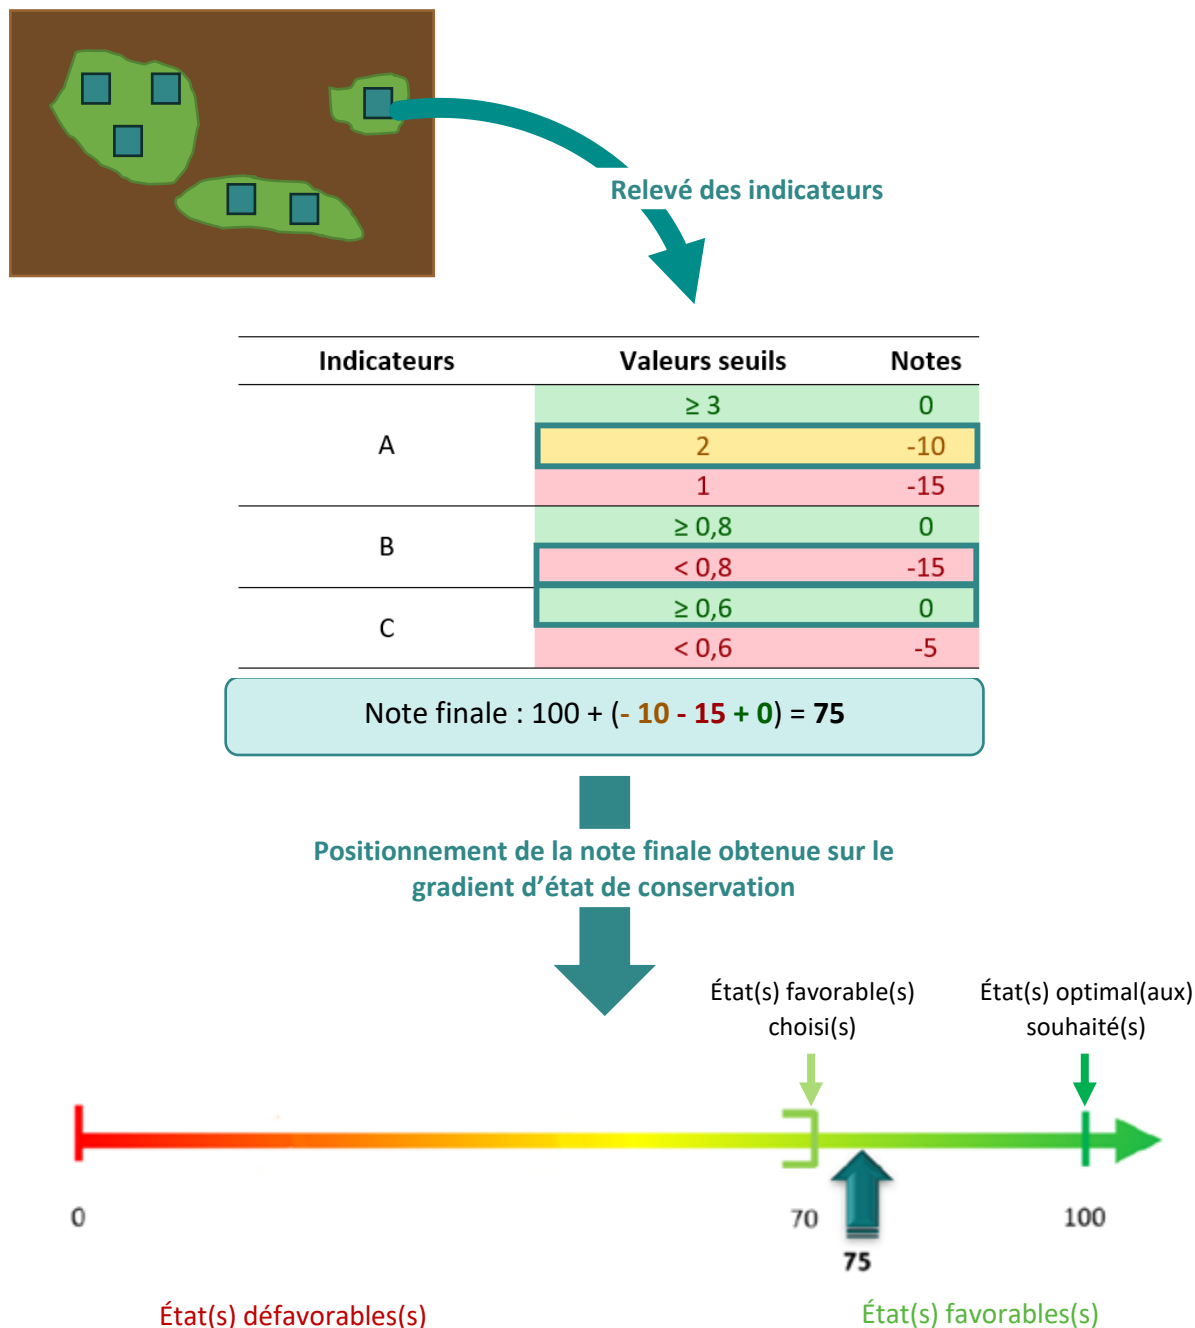 Relevé des indicateurs
Indicateurs Valeurs seuils Notes
A
≥ 3 0
2 -10
1 -15
B
≥ 0,8 0
< 0,8 -15
C
≥ 0,6 0
< 0,6 -5
Note finale : 100 + (- 10 - 15 + 0) = 75
Positionnement de la note finale obtenue sur le
gradient d'état de conservation
État(s) favorable(s)
choisi(s)
État(s) optimal(aux)
souhaité(s)
0
70
100
75
État(s) défavorables(s)
État(s) favorables(s)